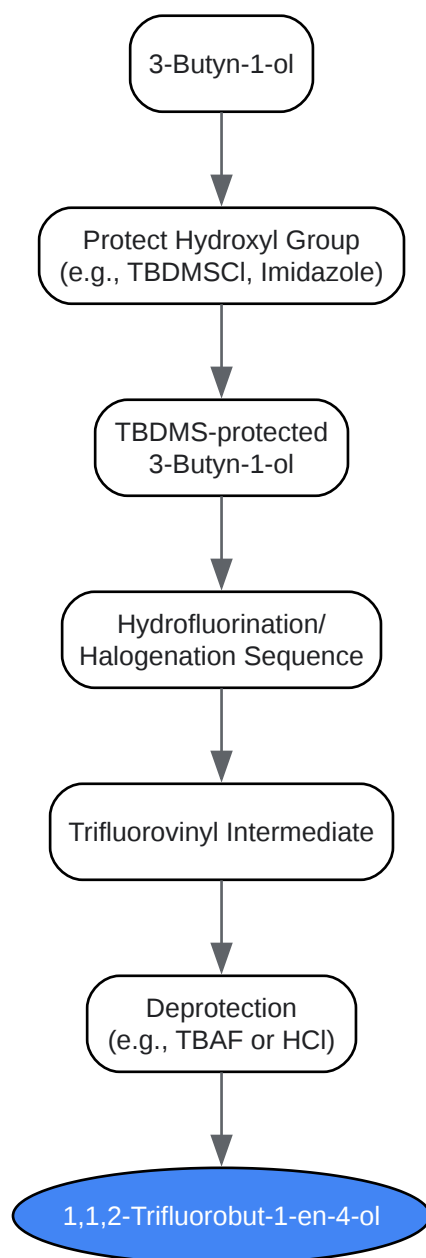 3-Butyn-1-ol
Protect Hydroxyl Group
(e.g., TBDMSCl, Imidazole)
TBDMS-protected
3-Butyn-1-ol
Hydrofluorination/
Halogenation Sequence
Trifluorovinyl Intermediate
Deprotection
(e.g., TBAF or HCl)
1,1,2-Trifluorobut-1-en-4-ol